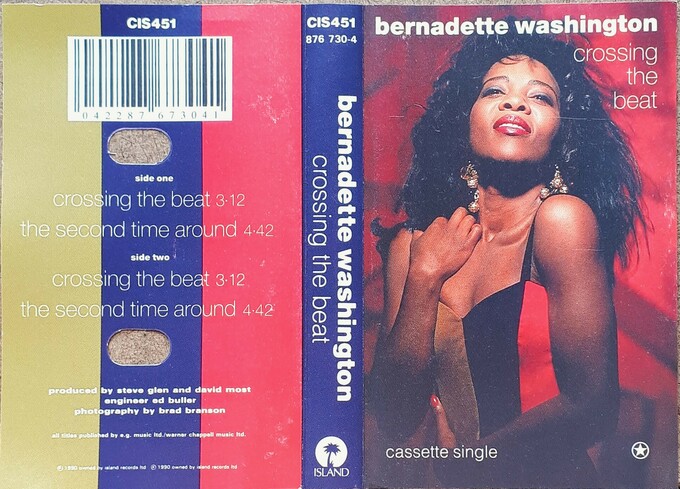 CIS451
042287673041
side one
crossing the beat 3·12
the second time around 4·42
side two
crossing the beat 3·12
the second time around 4·42
produced by steve glen and david most
engineer ed buller
photography by brad branson
all titles published by e.g. music ltd./warner chappell music ltd.
℗ 1990 owned by island records ltd © 1990 owned by island records ltd
CIS451
876 730-4
bernadette washington
crossing the beat
ISLAND
bernadette washington
crossing
the
beat
cassette single